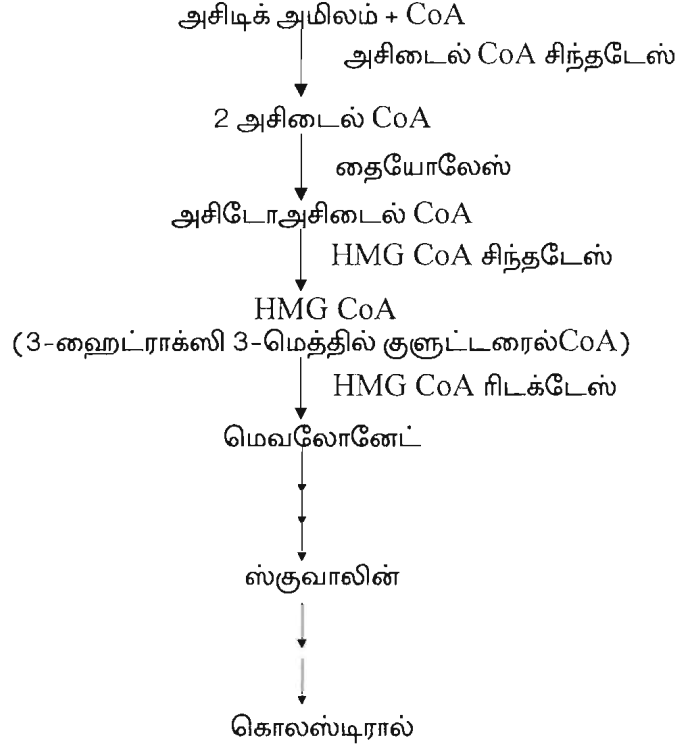 அசிடிக் அமிலம் + CoA
அசிடைல் CoA சிந்தடேஸ்
2 அசிடைல் CoA
தையோலேஸ்
அசிடோஅசிடைல் CoA
HMG CoA சிந்தடேஸ்
HMG CoA
(3-ஹைட்ராக்ஸி 3-மெத்தில் குளுட்டரைல்CoA)
HMG CoA ரிடக்டேஸ்
மெவலோனேட்
ஸ்குவாலின்
கொலஸ்டிரால்